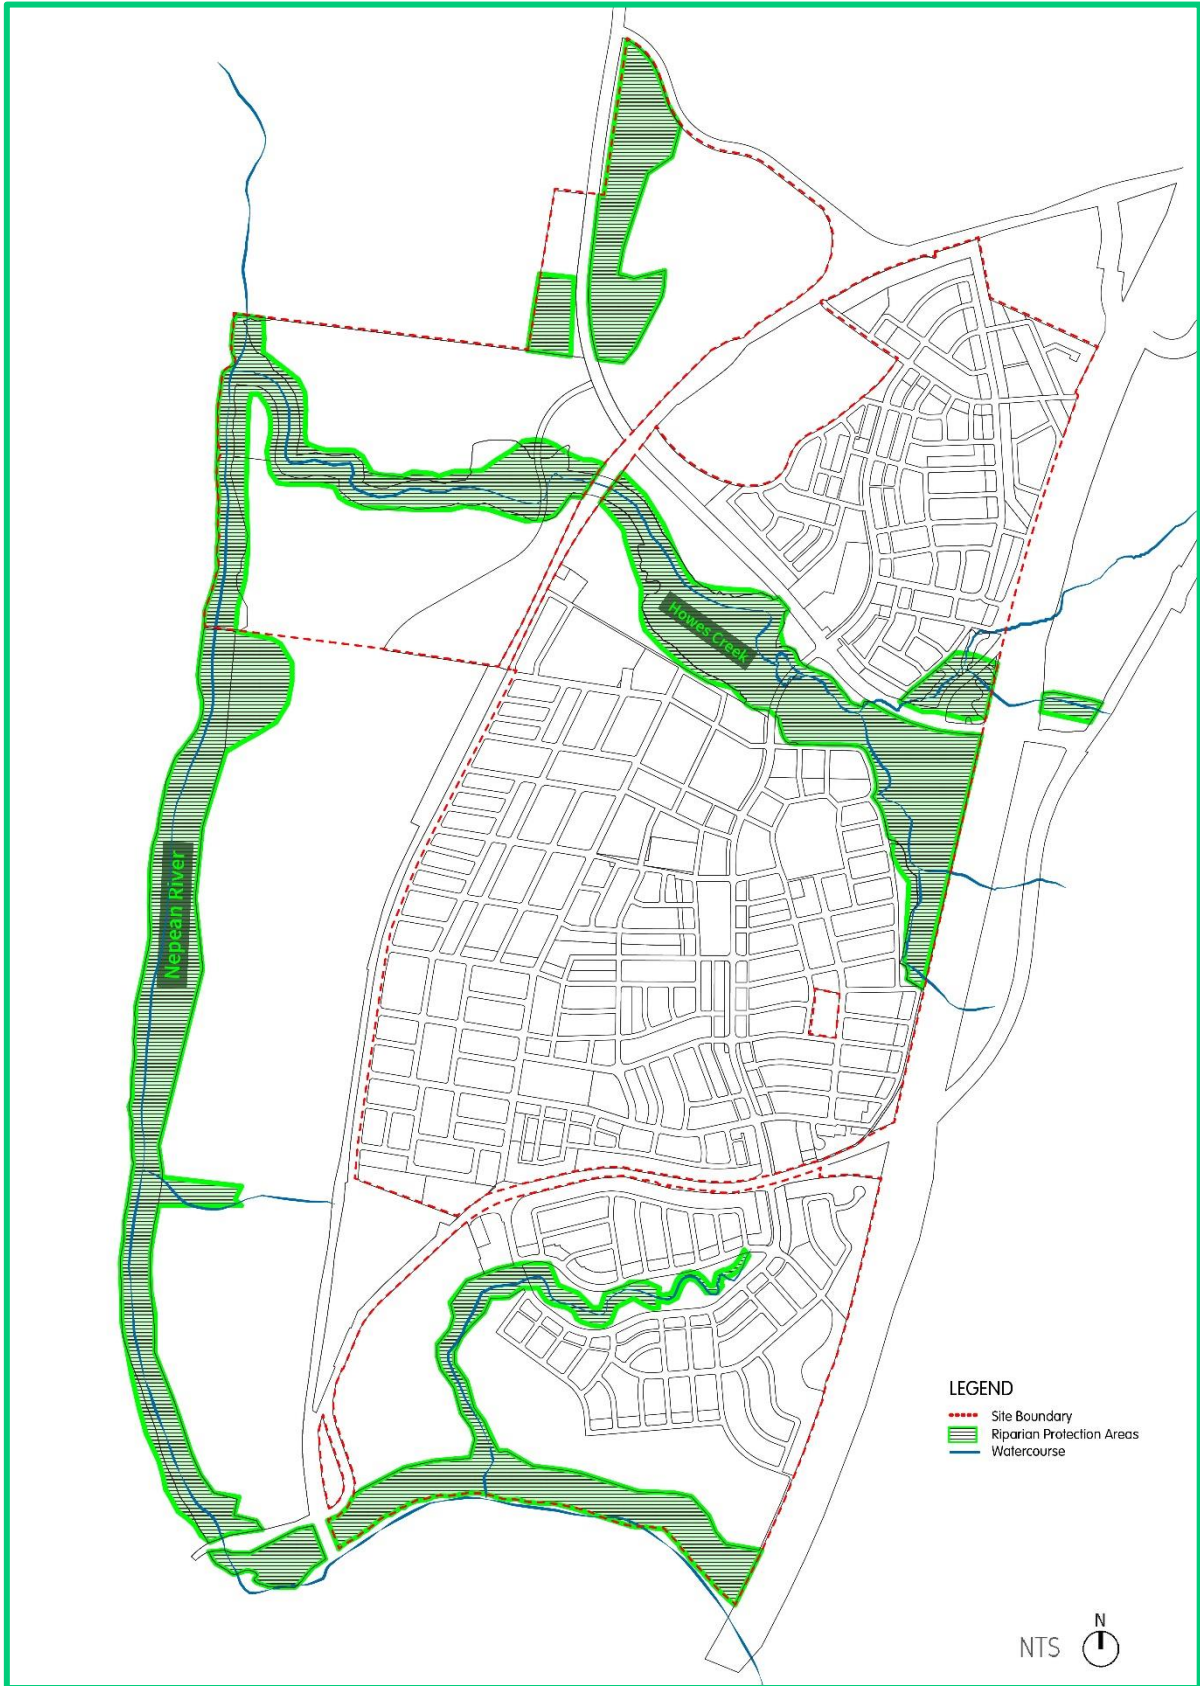 Howes Creek
Nepean River
LEGEND
Site Boundary
Riparian Protection Areas
Watercourse
N
NTS